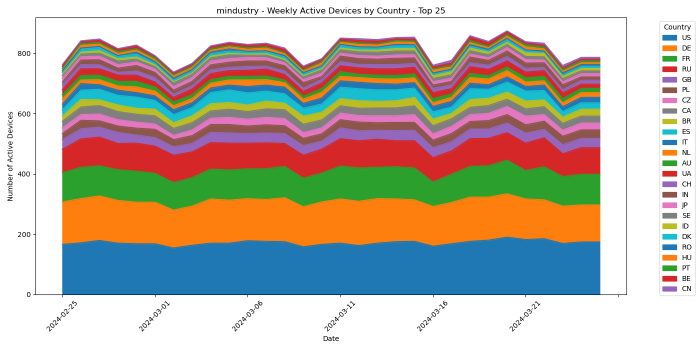 mindustry - Weekly Active Devices by Country - Top 25
Number of Active Devices
800
600
400
200
0
2024-02-25
2024-03-01
2024-03-06
2024-03-11
2024-03-16
2024-03-21
Date
Country
US
DE
FR
RU
GB
PL
CZ
CA
BR
ES
IT
NL
AU
UA
CH
IN
JP
SE
ID
DK
RO
HU
PT
BE
CN